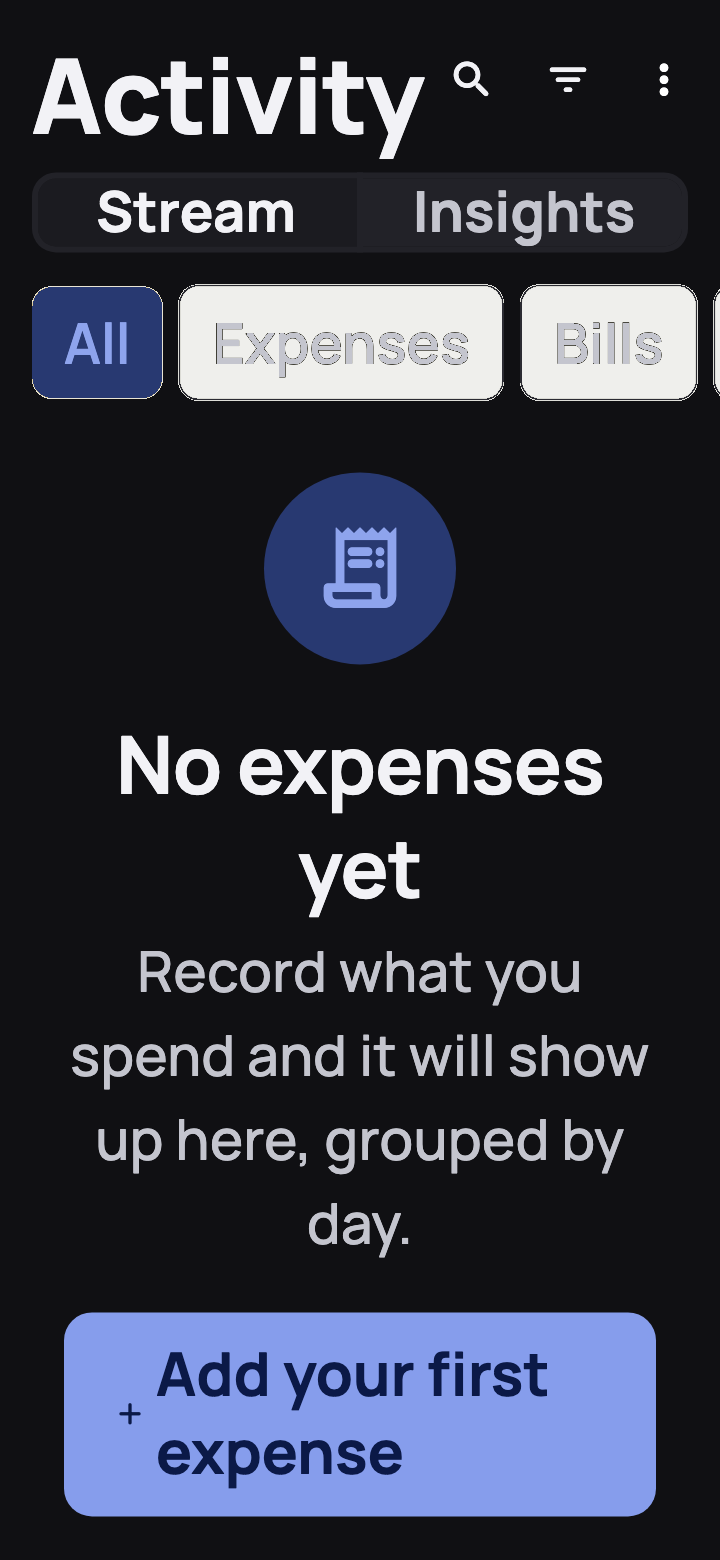 Activity
Stream Insights
All Expenses Bills
No expenses
yet
Record what you
spend and it will show
up here, grouped by
day.
+ Add your first
expense